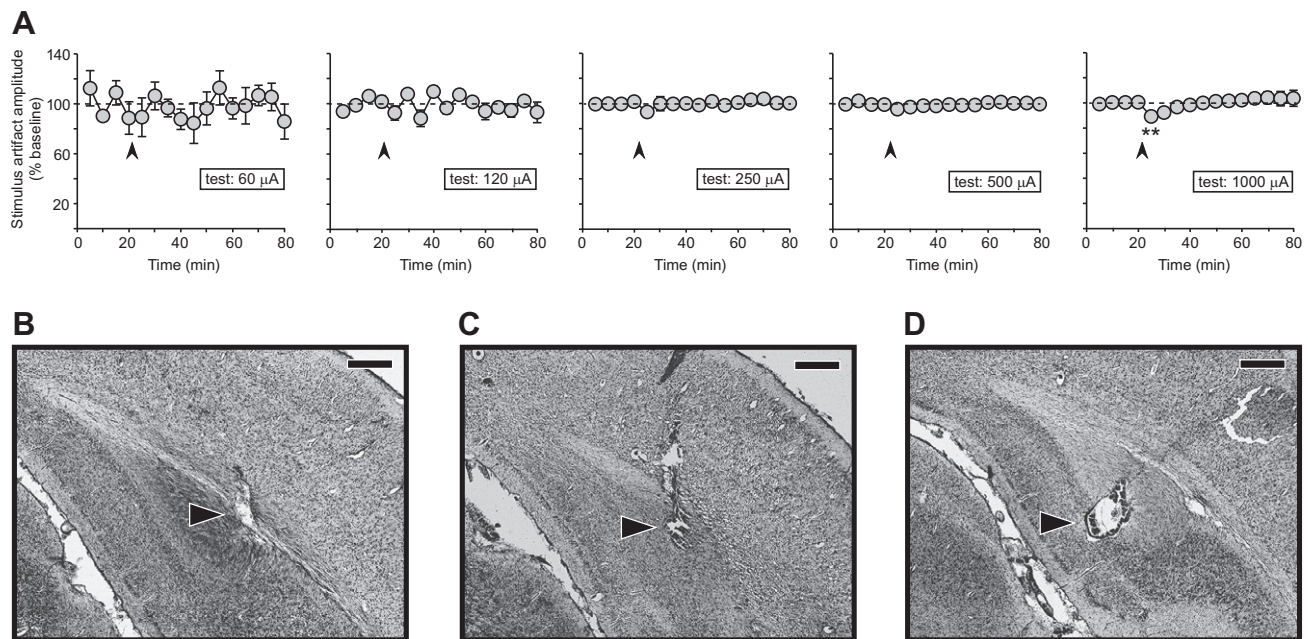 A
Stimulus artifact amplitude
(% baseline)
140
100
60
20
test: 60 µA
test: 120 µA
test: 250 µA
test: 500 µA
**
test: 1000 µA
0 20 40 60 80
0 20 40 60 80
0 20 40 60 80
0 20 40 60 80
0 20 40 60 80
Time (min)
Time (min)
Time (min)
Time (min)
Time (min)
B
C
D